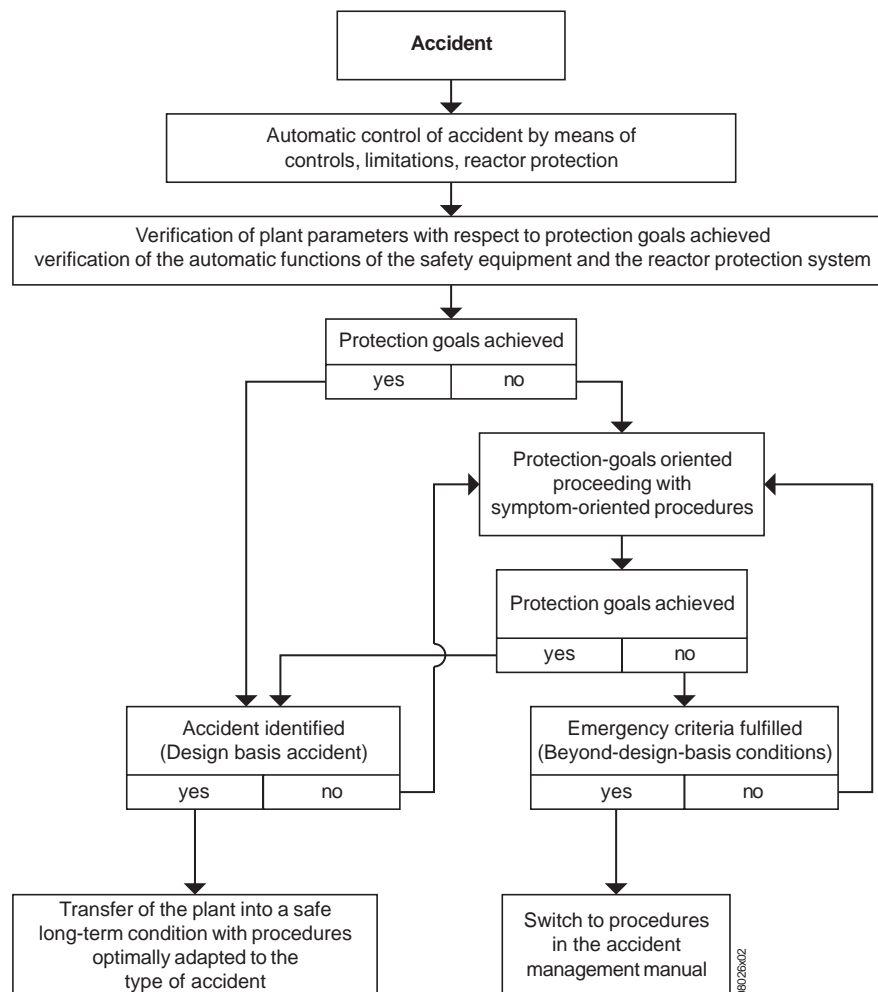 Accident
Automatic control of accident by means of
controls, limitations, reactor protection
Verification of plant parameters with respect to protection goals achieved
verification of the automatic functions of the safety equipment and the reactor protection system
Protection goals achieved
yes no
Protection-goals oriented
proceeding with
symptom-oriented procedures
Protection goals achieved
yes no
Accident identified
(Design basis accident)
yes no
Emergency criteria fulfilled
(Beyond-design-basis conditions)
yes no
Transfer of the plant into a safe
long-term condition with procedures
optimally adapted to the
type of accident
Switch to procedures
in the accident
management manual